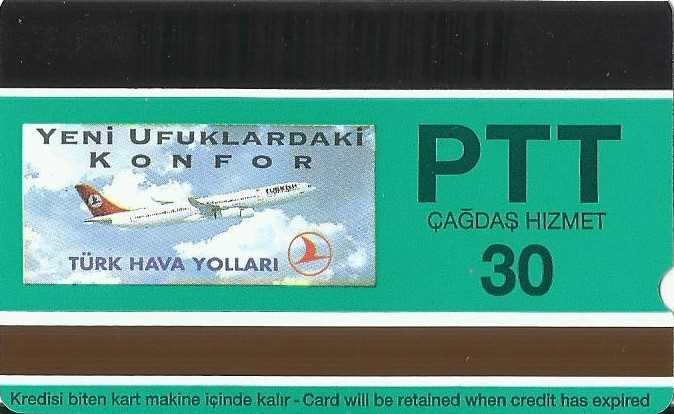 YENİ UFUKLARDAKİ
KONFOR
TURKISH
TÜRK HAVA YOLLARI
PTT
ÇAĞDAŞ HIZMET
30
Kredisi biten kart makine içinde kalır - Card will be retained when credit has expired